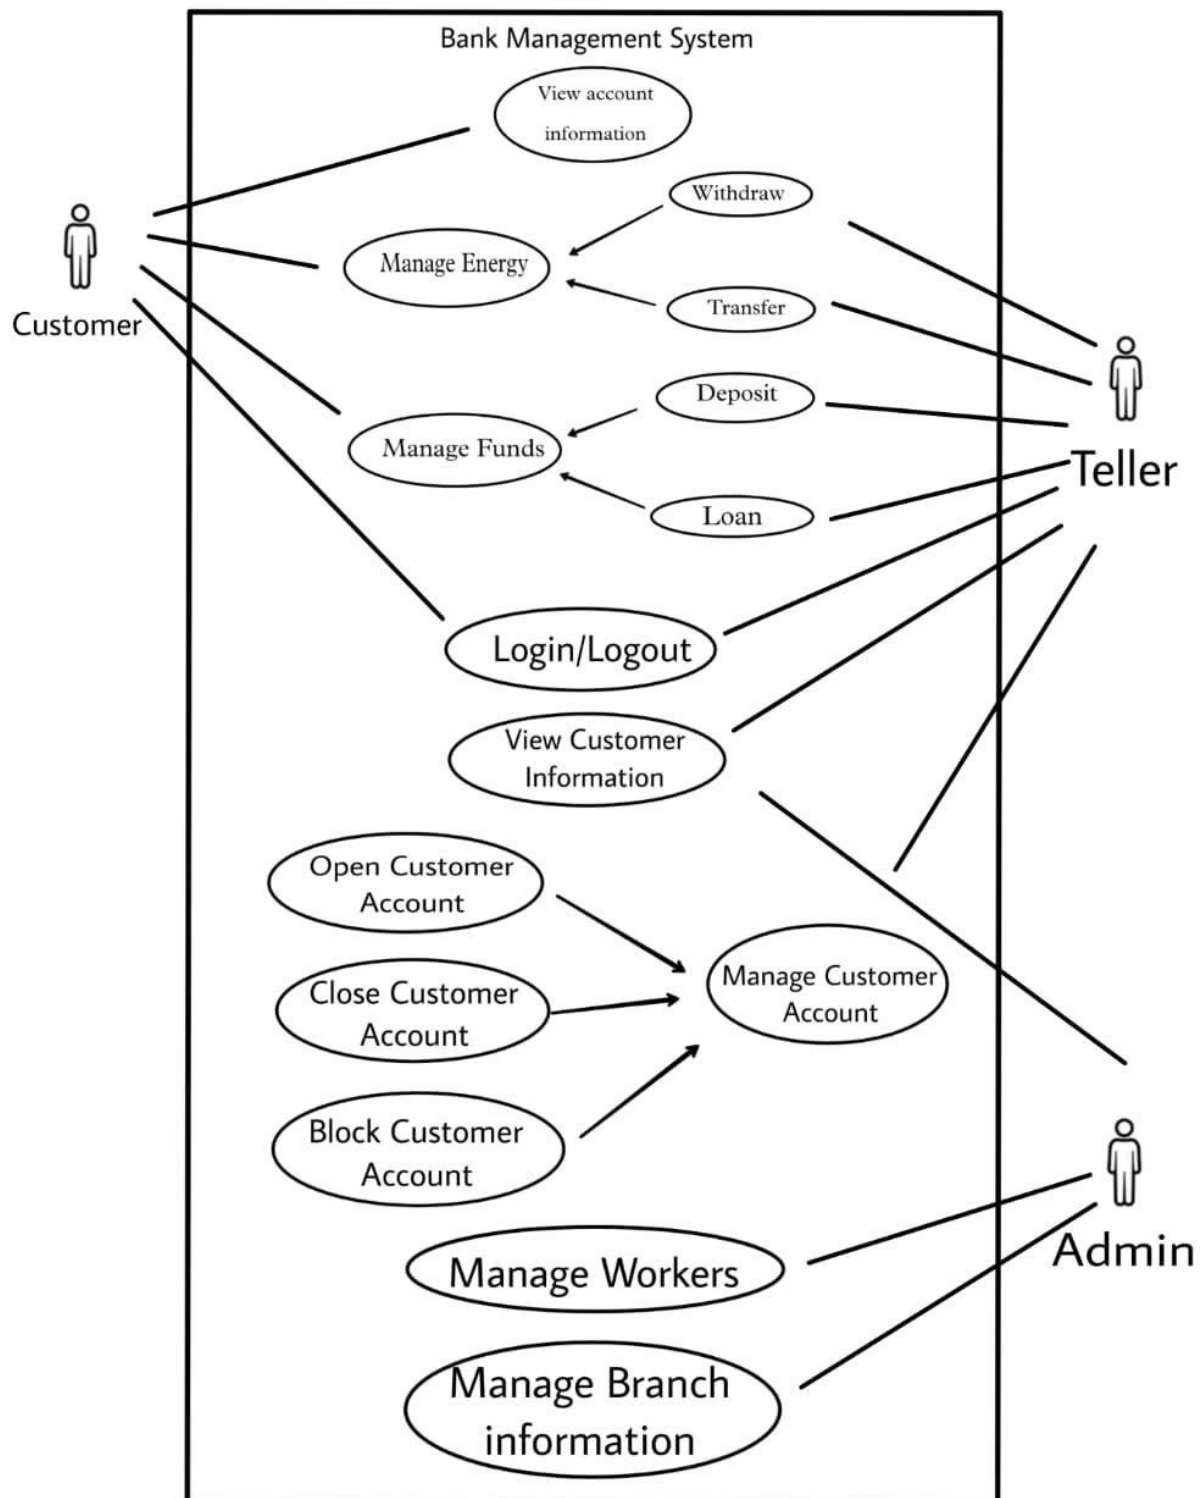 Bank Management System
View account
information
Withdraw
Customer
Manage Energy
Transfer
Deposit
Manage Funds
Teller
Loan
Login/Logout
View Customer
Information
Open Customer
Account
Manage Customer
Account
Close Customer
Account
Block Customer
Account
Admin
Manage Workers
Manage Branch
information